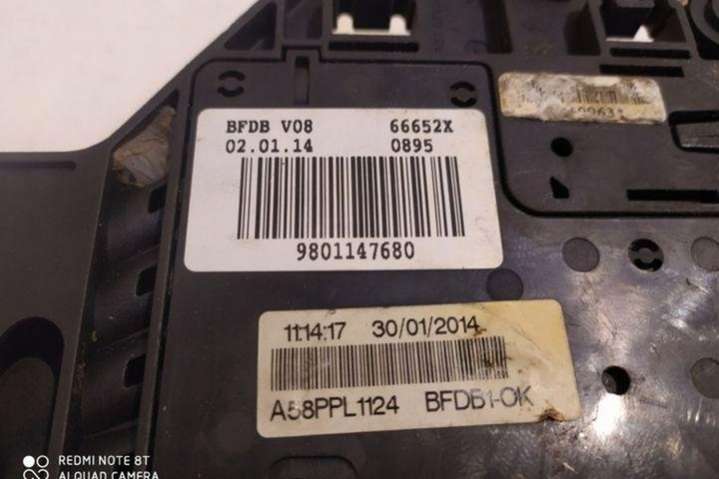 BFDB V08 66652X
02.01.14 0895
9801147680
11:14:17 30/01/2014
A58PPL1124 BFDB1-OK
REDMI NOTE 8T
AI QUAD CAMERA